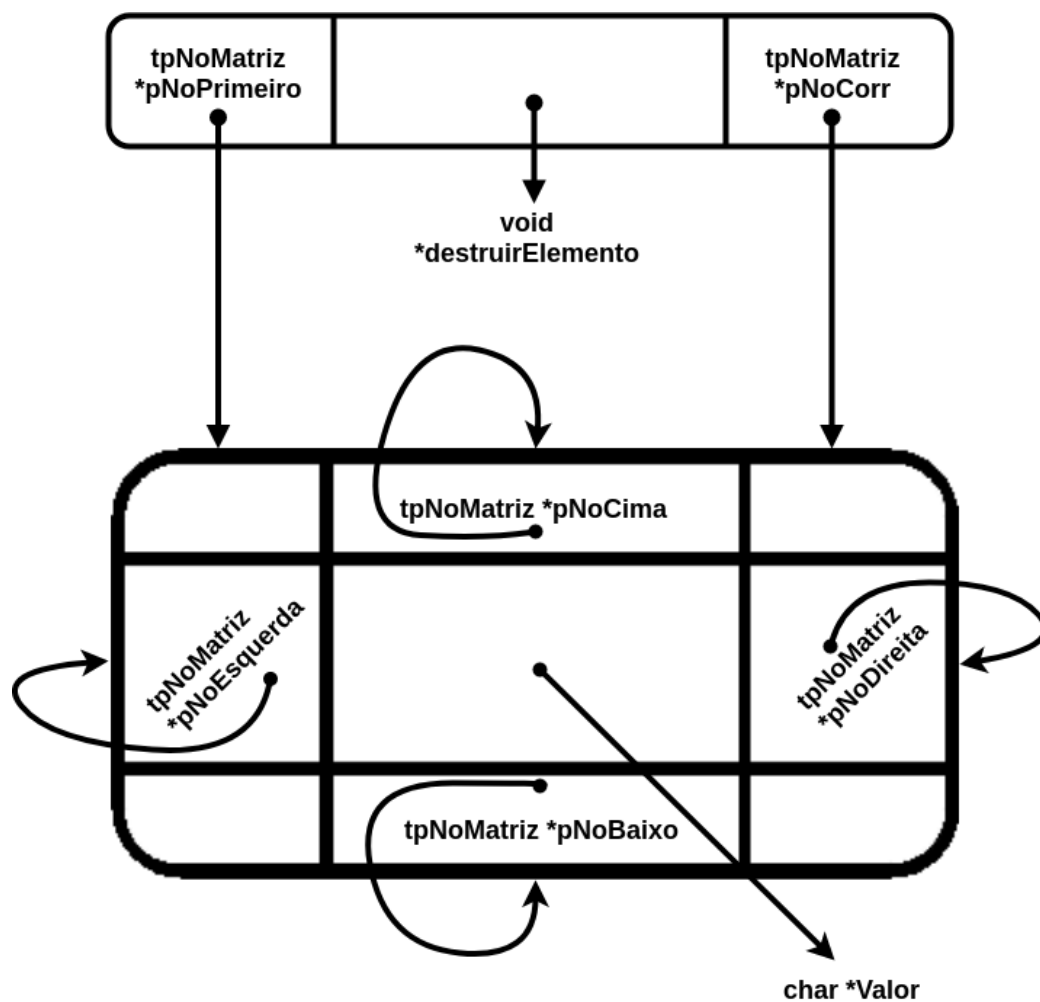 tpNoMatriz
*pNoPrimeiro
tpNoMatriz
*pNoCorr
void
*destruirElemento
tpNoMatriz *pNoCima
tpNoMatriz
*pNoEsquerda
tpNoMatriz
*pNoDireita
tpNoMatriz *pNoBaixo
char *Valor